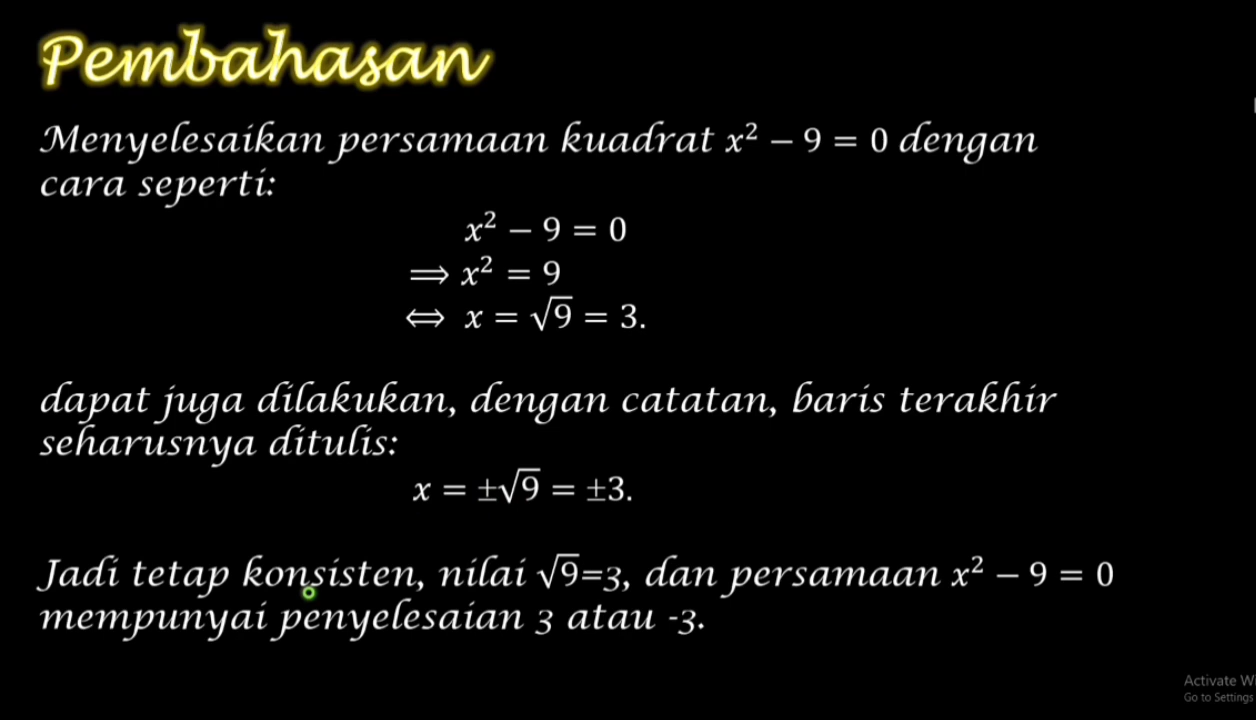 Pembahasan
Menyelesaikan persamaan kuadrat x² − 9 = 0 dengan
cara seperti:
x² − 9 = 0
⟹ x² = 9
⟺ x = √9 = 3.
dapat juga dilakukan, dengan catatan, baris terakhir
seharusnya ditulis:
x = ±√9 = ±3.
Jadi tetap konsisten, nilai √9=3, dan persamaan x² − 9 = 0
mempunyai penyelesaian 3 atau -3.
Activate W
Go to Settings